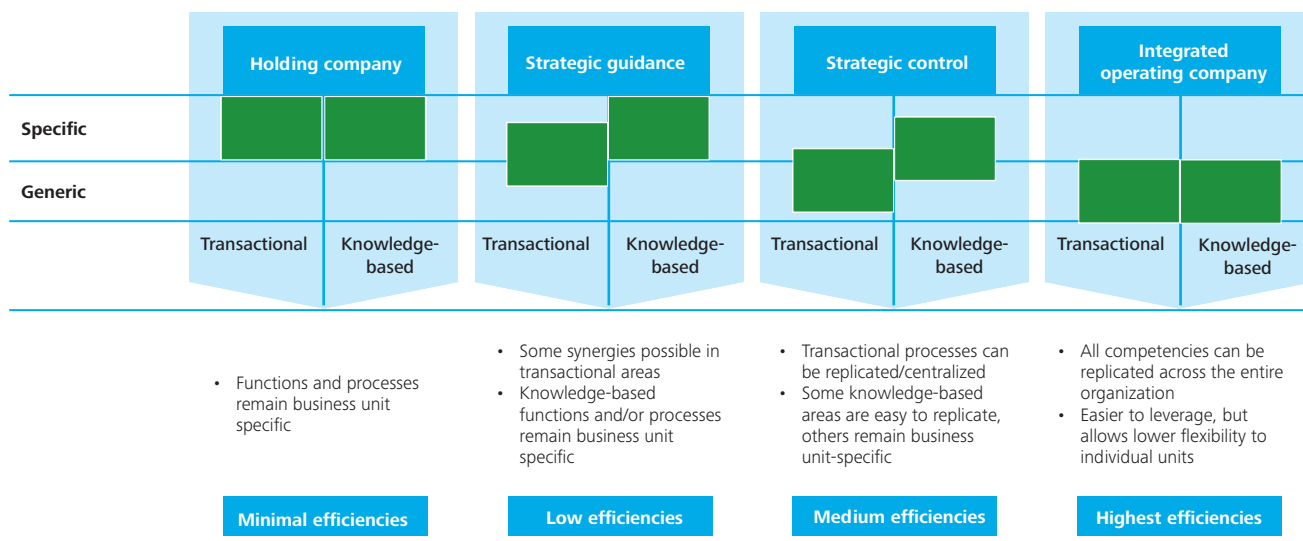 Holding company
Strategic guidance
Strategic control
Integrated
operating company
Specific
Generic
Transactional
Knowledge-
based
Transactional
Knowledge-
based
Transactional
Knowledge-
based
Transactional
Knowledge-
based
• Functions and processes
remain business unit
specific
• Some synergies possible in
transactional areas
• Knowledge-based
functions and/or processes
remain business unit
specific
• Transactional processes can
be replicated/centralized
• Some knowledge-based
areas are easy to replicate,
others remain business
unit-specific
• All competencies can be
replicated across the entire
organization
• Easier to leverage, but
allows lower flexibility to
individual units
Minimal efficiencies
Low efficiencies
Medium efficiencies
Highest efficiencies